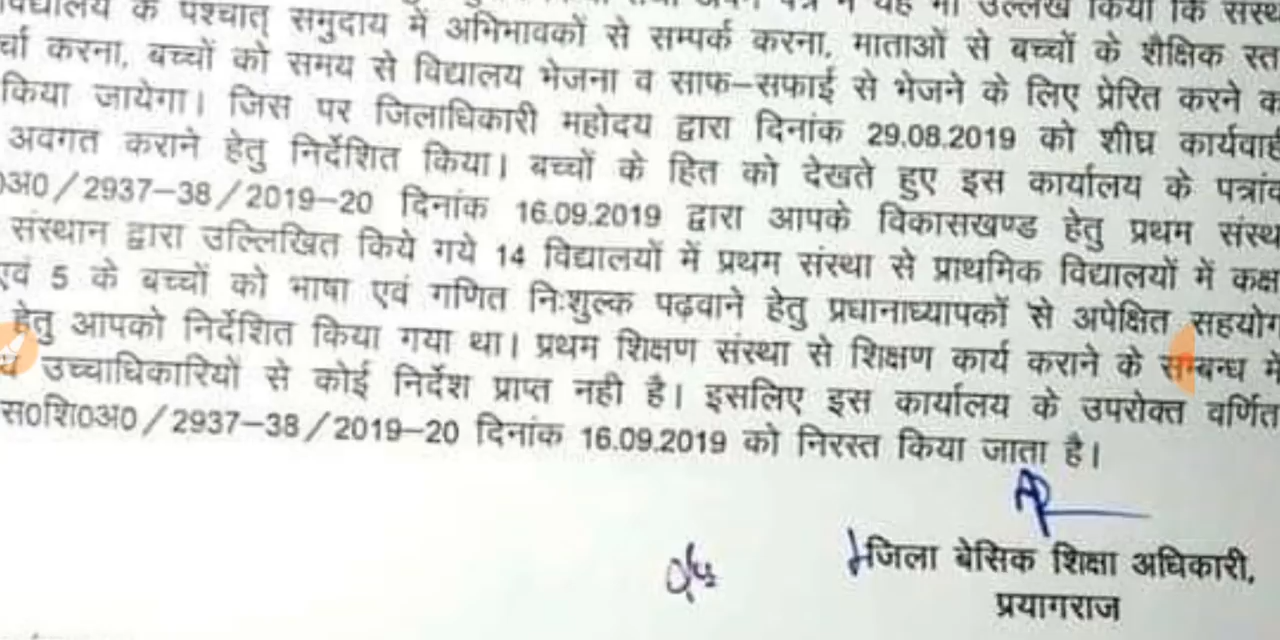 विद्यालय के पश्चात् समुदाय में अभिभावकों से सम्पर्क करना, माताओं से बच्चों के शैक्षिक स्त
उल्लेख किया कि संस्थ
र्चा करना, बच्चों को समय से विद्यालय भेजना व साफ-सफाई से भेजने के लिए प्रेरित करने क
किया जायेगा। जिस पर जिलाधिकारी महोदय द्वारा दिनांक 29.08.2019 को शीघ्र कार्यवाही
अवगत कराने हेतु निर्देशित किया। बच्चों के हित को देखते हुए इस कार्यालय के पत्रांक
0अ0/2937-38/2019-20 दिनांक 16.09.2019 द्वारा आपके विकासखण्ड हेतु प्रथम संस्थ
संस्थान द्वारा उल्लिखित किये गये 14 विद्यालयों में प्रथम संस्था से प्राथमिक विद्यालयों में कक्ष
एवं 5 के बच्चों को भाषा एवं गणित निःशुल्क पढ़वाने हेतु प्रधानाध्यापकों से अपेक्षित सहयोग
हेतु आपको निर्देशित किया गया था। प्रथम शिक्षण संस्था से शिक्षण कार्य कराने के सम्बन्ध में
उच्चाधिकारियों से कोई निर्देश प्राप्त नही है। इसलिए इस कार्यालय के उपरोक्त वर्णित
स0शि0अ0/2937-38/2019-20 दिनांक 16.09.2019 को निरस्त किया जाता है।
जिला बेसिक शिक्षा अधिकारी,
प्रयागराज